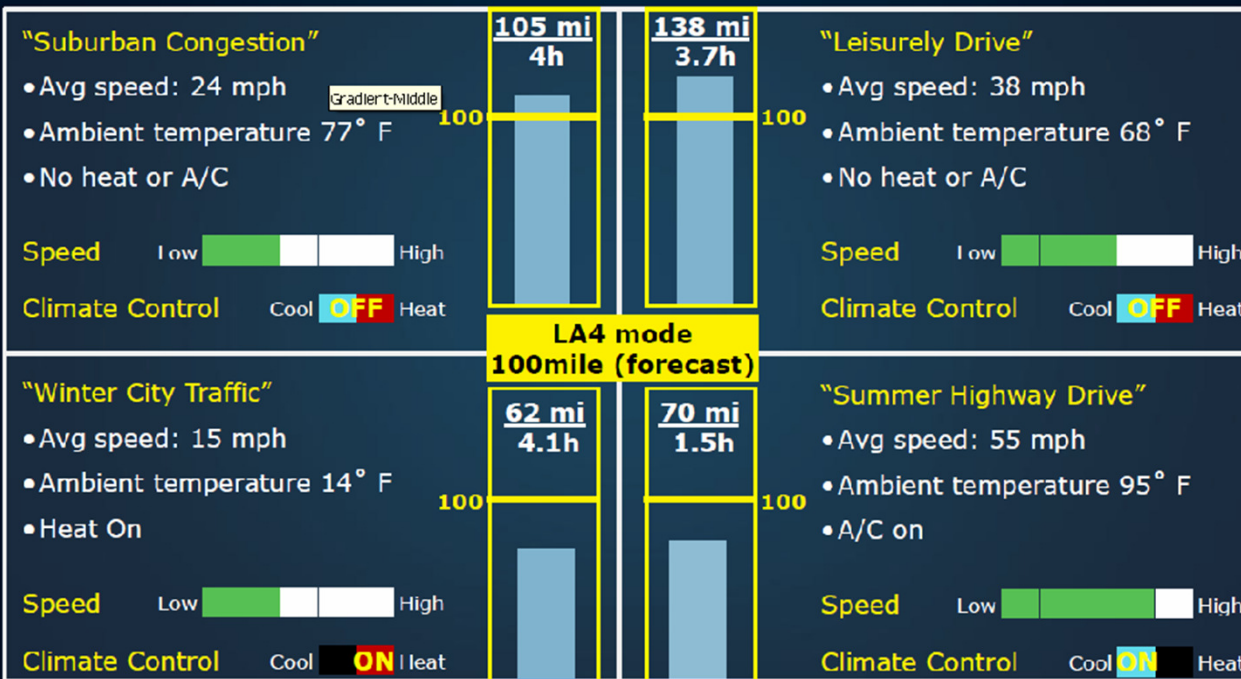 “Suburban Congestion”
•Avg speed: 24 mph
Gradiert-Middle
•Ambient temperature 77° F
•No heat or A/C
Speed Low High
Climate Control Cool OFF Heat
105 mi
4h
100
138 mi
3.7h
100
“Leisurely Drive”
•Avg speed: 38 mph
•Ambient temperature 68° F
•No heat or A/C
Speed Low High
Climate Control Cool OFF Heat
LA4 mode
100mile (forecast)
“Winter City Traffic”
•Avg speed: 15 mph
•Ambient temperature 14° F
•Heat On
Speed Low High
Climate Control Cool ON Heat
62 mi
4.1h
100
70 mi
1.5h
100
“Summer Highway Drive”
•Avg speed: 55 mph
•Ambient temperature 95° F
•A/C on
Speed Low High
Climate Control Cool ON Heat